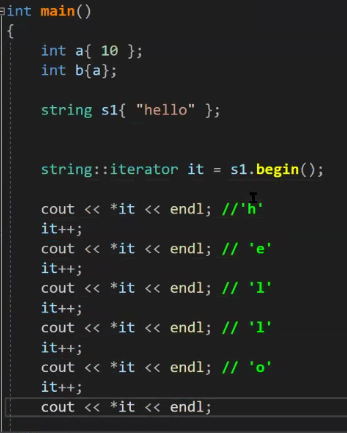 int main()
{
int a{ 10 };
int b{a};
string s1{ "hello" };
string::iterator it = s1.begin();
cout << *it << endl; //'h'
it++;
cout << *it << endl; // 'e'
it++;
cout << *it << endl; // 'l'
it++;
cout << *it << endl; // 'l'
it++;
cout << *it << endl; // 'o'
it++;
cout << *it << endl;